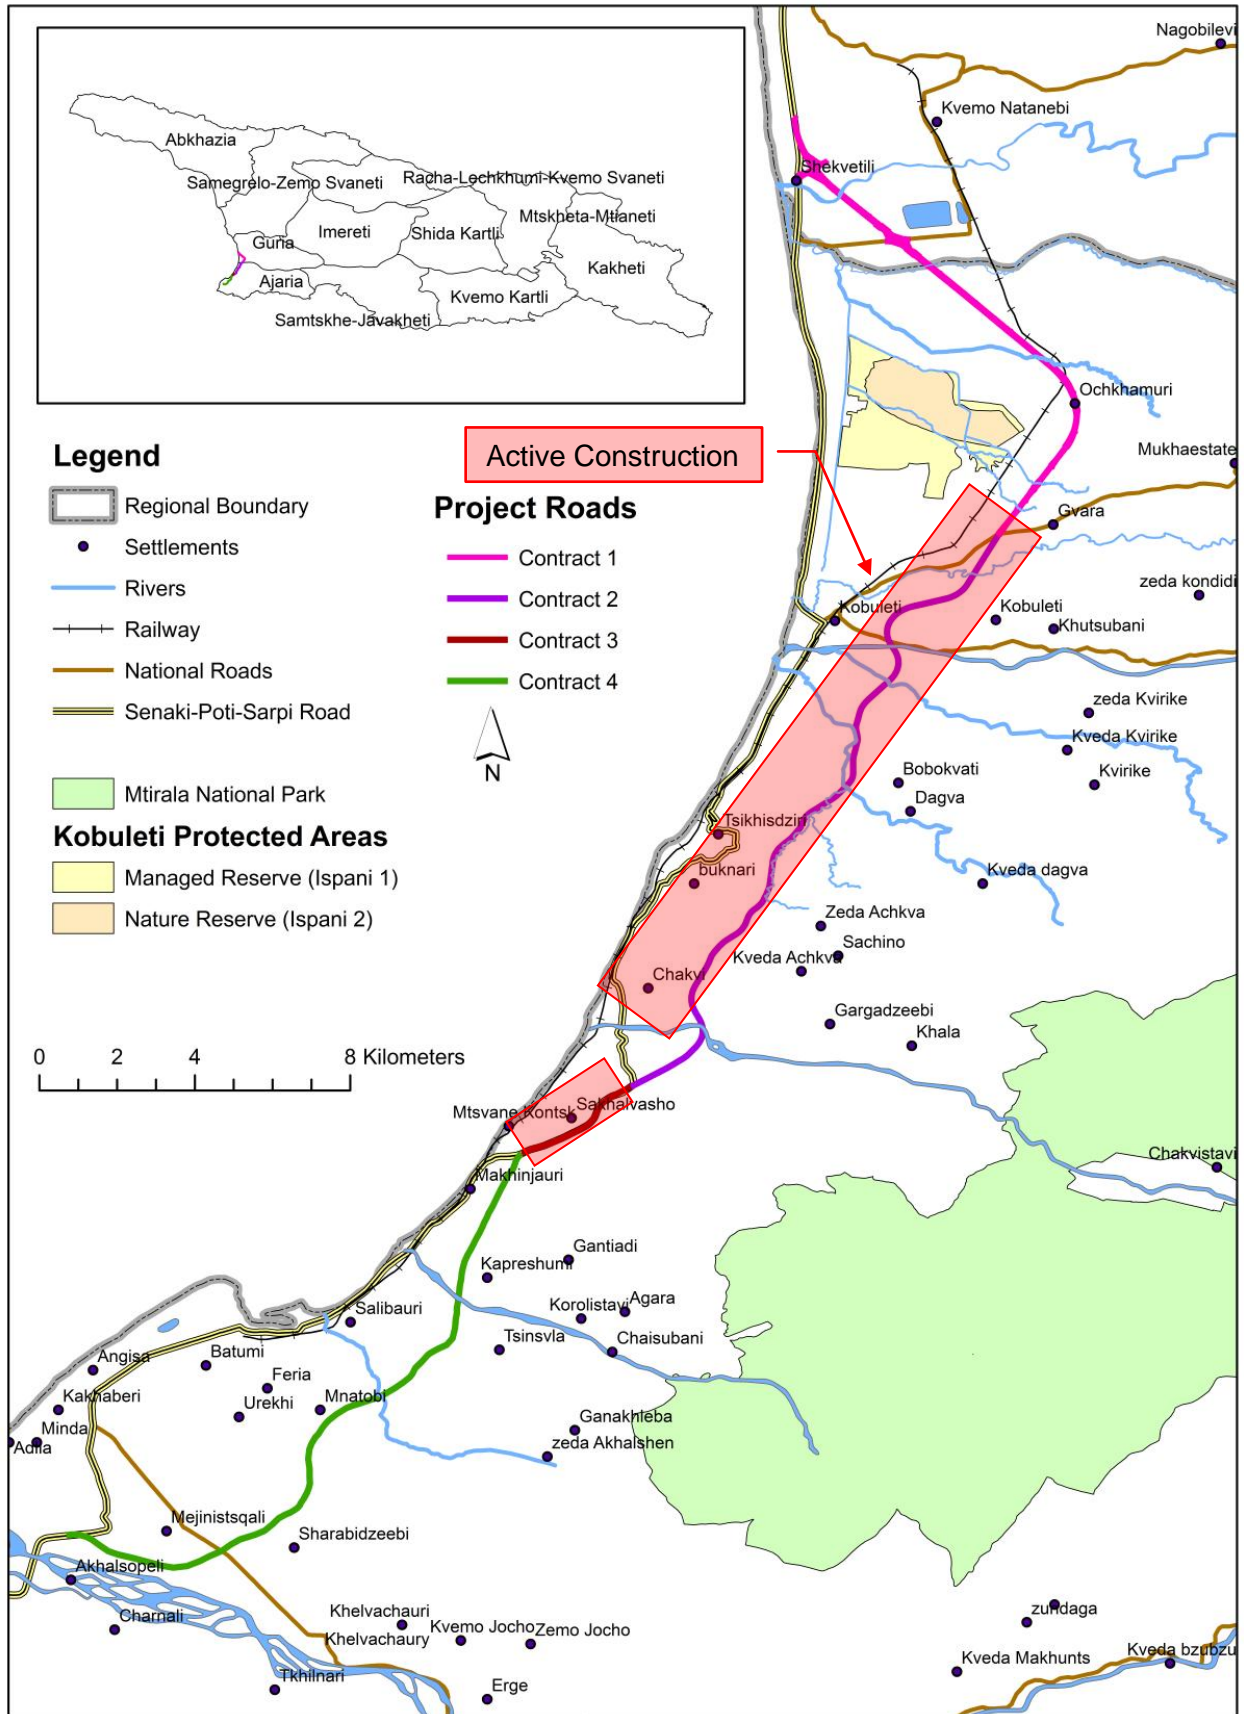 Nagobilevi
Kvemo Natanebi
Abkhazia
Shekvetili
Samegrelo-Zemo Svaneti
Racha-Lechkhumi-Kvemo Svaneti
Mtskheta-Mtianeti
Imereti
Shida Kartli
Guria
Kakheti
Ajaria
Kvemo Kartli
Samtskhe-Javakheti
Ochkhamuri
Mukhaestate
Legend
Active Construction
Regional Boundary
Project Roads
Gvara
Settlements
Contract 1
Rivers
Contract 2
zeda kondidi
Railway
Contract 3
Kobuleti
Kobuleti
Khutsubani
National Roads
Contract 4
Senaki-Poti-Sarpi Road
zeda Kvirike
N
Kveda Kvirike
Bobokvati
Kvirike
Mtirala National Park
Dagva
Kobuleti Protected Areas
Tsikhisdziri
buknari
Kveda dagva
Managed Reserve (Ispani 1)
Nature Reserve (Ispani 2)
Zeda Achkva
Sachino
Kveda Achkva
Chakvi
Gargadzeebi
Khala
0 2 4 8 Kilometers
Mtsvane Kontsk
Sakhalvasho
Chakvistavi
Makhinjauri
Gantiadi
Kapreshumi
Korolistavi
Agara
Salibauri
Tsinsvla
Chaisubani
Angisa
Batumi
Feria
Kakhaberi
Urekhi
Mnatobi
Minda
Adlia
Ganakhleba
zeda Akhalshen
Mejinistsqali
Sharabidzeebi
Akhalsopeli
Charnali
Khelvachauri
Khelvachaury
Kvemo Jocho
Zemo Jocho
zundaga
Kveda bzubzu
Kveda Makhunts
Tkhilnari
Erge